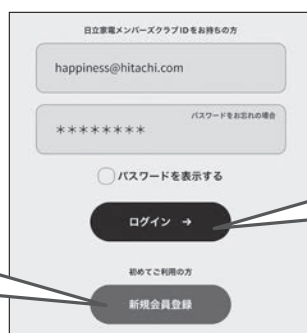 日立家電メンバーズクラブIDをお持ちの方
happiness@hitachi.com
パスワードをお忘れの場合
********
パスワードを表示する
ログイン →
初めてご利用の方
新規会員登録